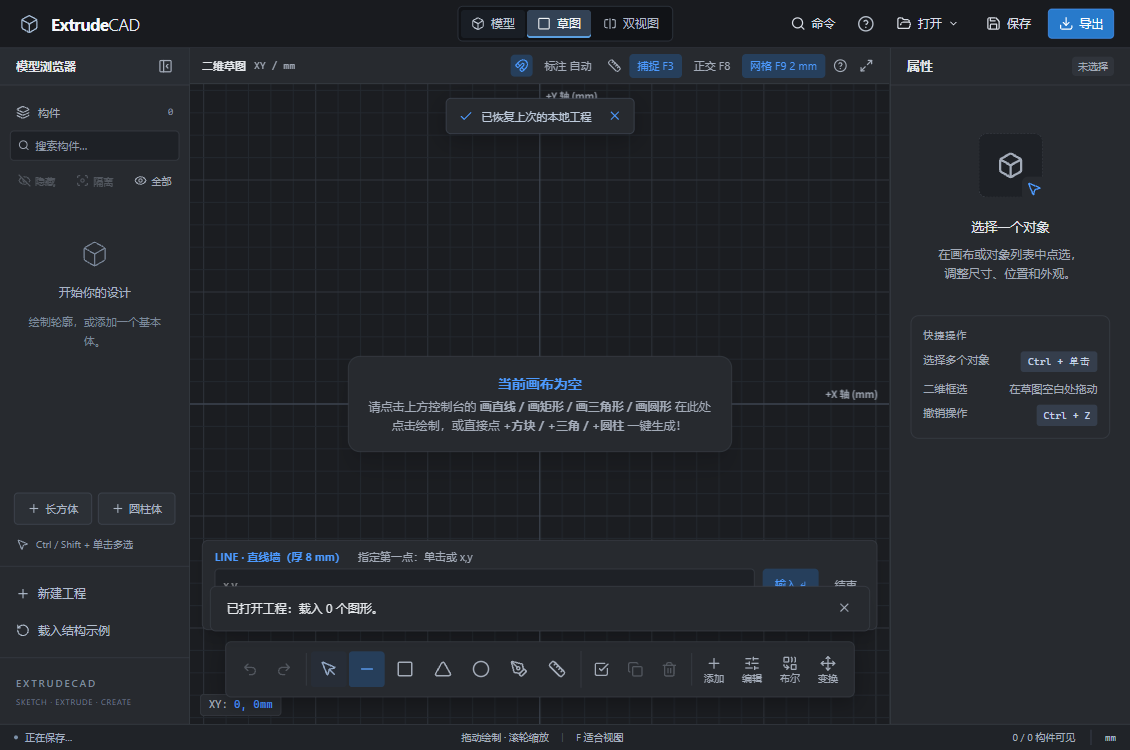 ExtrudeCAD
模型
草图
双视图
命令
打开
保存
导出
模型浏览器
二维草图 XY / mm
标注 自动
捕捉 F3
正交 F8
网格 F9 2 mm
属性
未选择
构件 0
搜索构件...
隐藏 隔离 全部
+Y 轴 (mm)
已恢复上次的本地工程
开始你的设计
绘制轮廓，或添加一个基本
体。
选择一个对象
在画布或对象列表中点选，
调整尺寸、位置和外观。
快捷操作
选择多个对象 Ctrl + 单击
二维框选 在草图空白处拖动
撤销操作 Ctrl + Z
当前画布为空
请点击上方控制台的 画直线 / 画矩形 / 画三角形 / 画圆形 在此处
点击绘制，或直接点 +方块 / +三角 / +圆柱 一键生成！
+X 轴 (mm)
+ 长方体 + 圆柱体
Ctrl / Shift + 单击多选
+ 新建工程
载入结构示例
EXTRUDECAD
SKETCH · EXTRUDE · CREATE
LINE · 直线墙（厚 8 mm） 指定第一点：单击或 x,y
x,y
输入 ↵
结束
已打开工程：载入 0 个图形。
添加 编辑 布尔 变换
XY: 0, 0mm
正在保存...
拖动绘制 · 滚轮缩放 F 适合视图
0 / 0 构件可见 mm